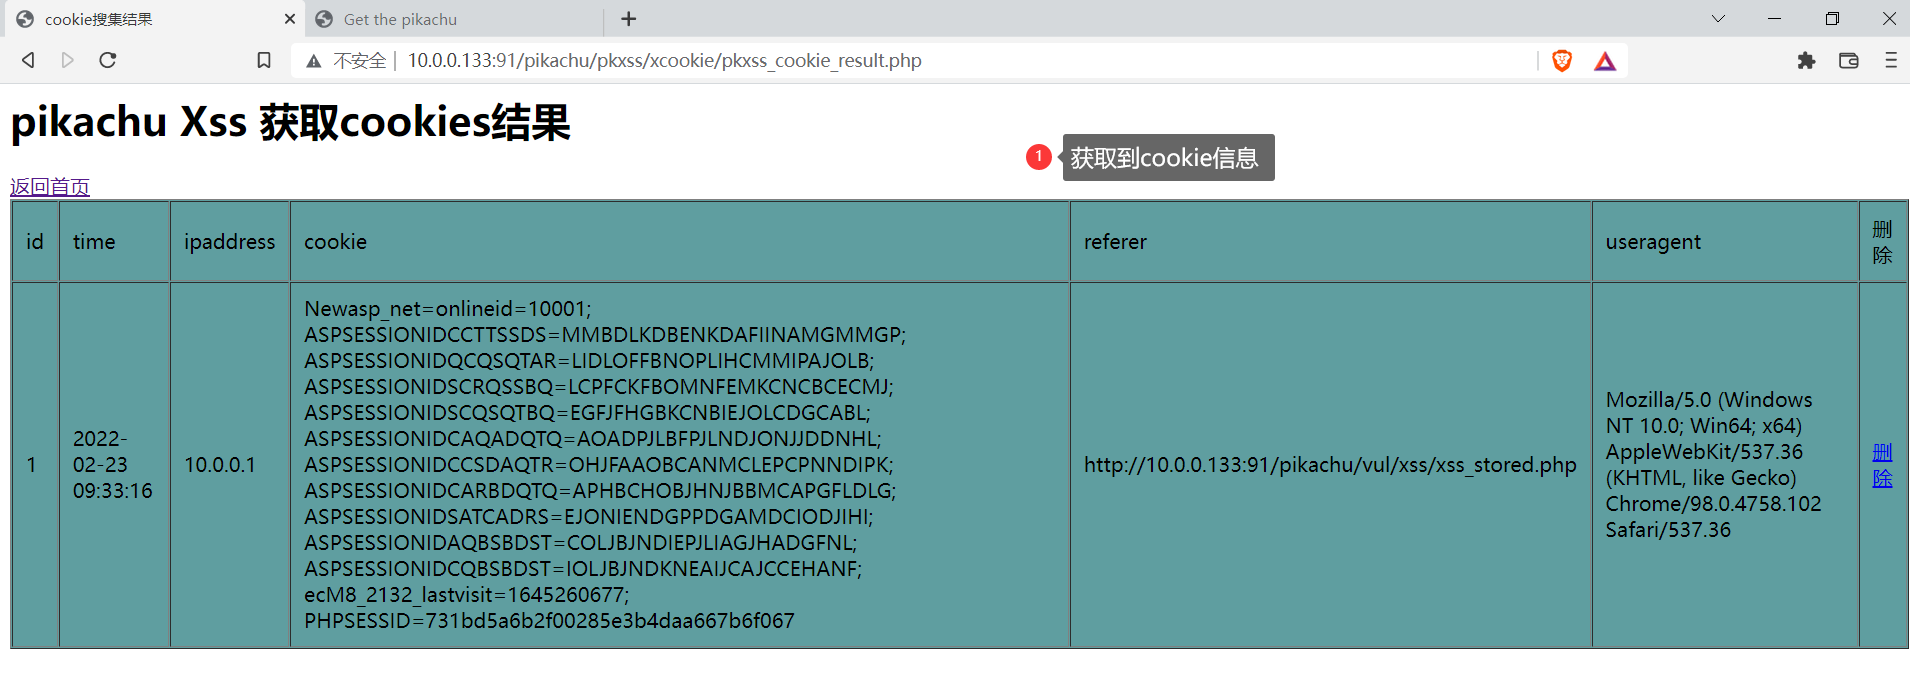 cookie搜集结果
Get the pikachu
不安全 | 10.0.0.133:91/pikachu/pkxss/xcookie/pkxss_cookie_result.php
pikachu Xss 获取cookies结果
1 获取到cookie信息
返回首页
id time ipaddress cookie referer useragent 删除
1
2022-
02-23
09:33:16
10.0.0.1
Newasp_net=onlineid=10001;
ASPSESSIONIDCCTTSSDS=MMBDLKDBENKDAFIINAMGMMGP;
ASPSESSIONIDQCQSQTAR=LIDLOFFBNOPLIHCMMIPAJOLB;
ASPSESSIONIDSCRQSSBQ=LCPFCKFBOMNFEMKCNCBCECMJ;
ASPSESSIONIDSCQSQTBQ=EGFJFHGBKCNBIEJOLCDGCABL;
ASPSESSIONIDCAQADQTQ=AOADPJLBFPJLNDJONJJDDNHL;
ASPSESSIONIDCCSDAQTR=OHJFAAOBCANMCLEPCPNNDIPK;
ASPSESSIONIDCARBDQTQ=APHBCHOBJHNJBBMCAPGFLDLG;
ASPSESSIONIDSATCADRS=EJONIENDGPPDGAMDCIODJIHI;
ASPSESSIONIDAQBSBDST=COLJBJNDIEPJLIAGJHADGFNL;
ASPSESSIONIDCQBSBDST=IOLJBJNDKNEAIJCAJCCEHANF;
ecM8_2132_lastvisit=1645260677;
PHPSESSID=731bd5a6b2f00285e3b4daa667b6f067
http://10.0.0.133:91/pikachu/vul/xss/xss_stored.php
Mozilla/5.0 (Windows
NT 10.0; Win64; x64)
AppleWebKit/537.36
(KHTML, like Gecko)
Chrome/98.0.4758.102
Safari/537.36
删
除